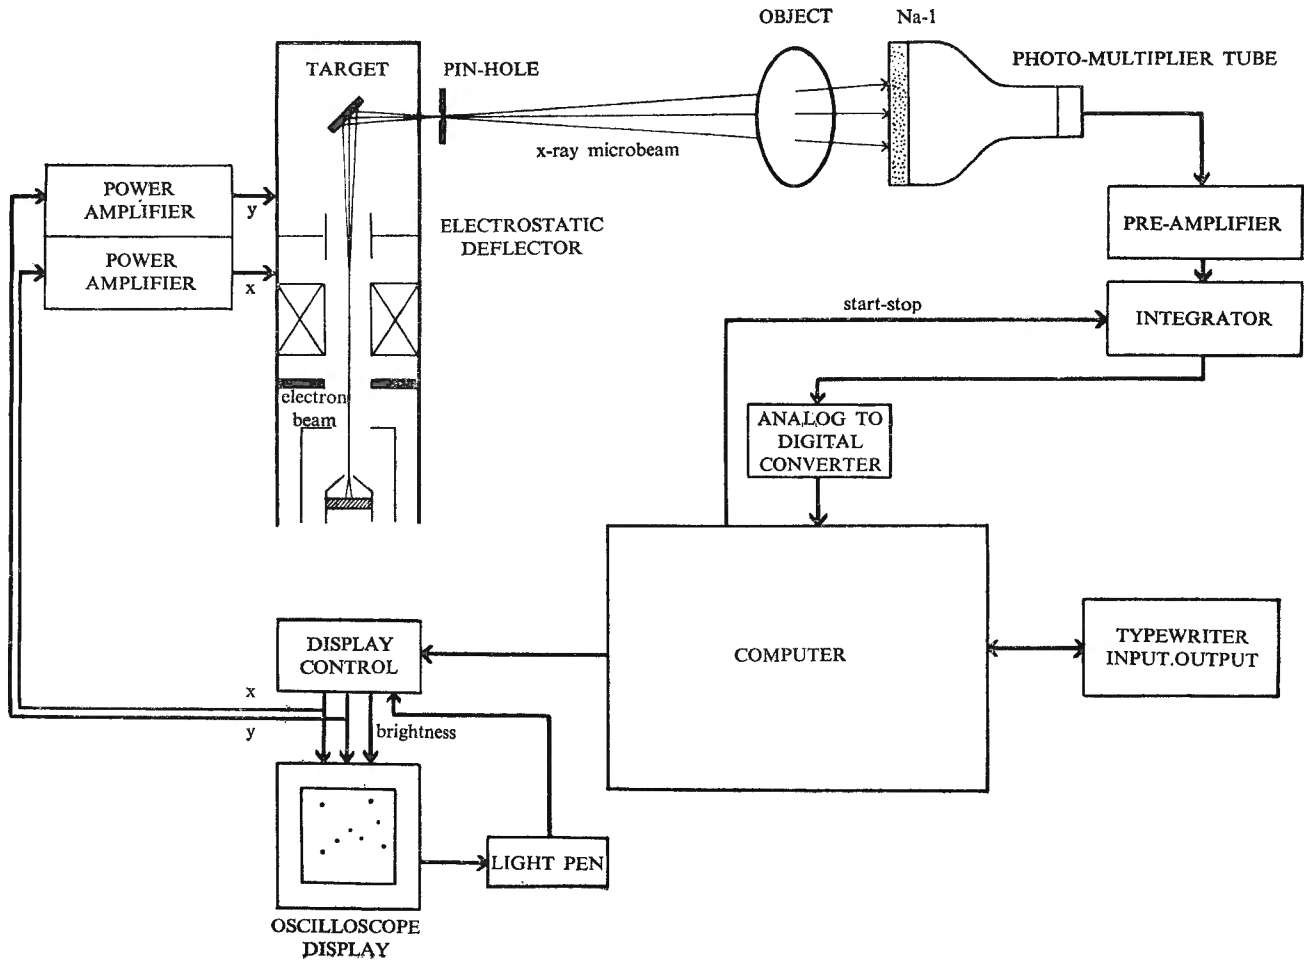 OBJECT
Na-1
TARGET
PIN-HOLE
PHOTO-MULTIPLIER TUBE
x-ray microbeam
POWER
AMPLIFIER
y
POWER
AMPLIFIER
x
ELECTROSTATIC
DEFLECTOR
PRE-AMPLIFIER
start-stop
INTEGRATOR
electron
beam
ANALOG TO
DIGITAL
CONVERTER
DISPLAY
CONTROL
COMPUTER
TYPEWRITER
INPUT.OUTPUT
x
y
brightness
LIGHT PEN
OSCILLOSCOPE
DISPLAY